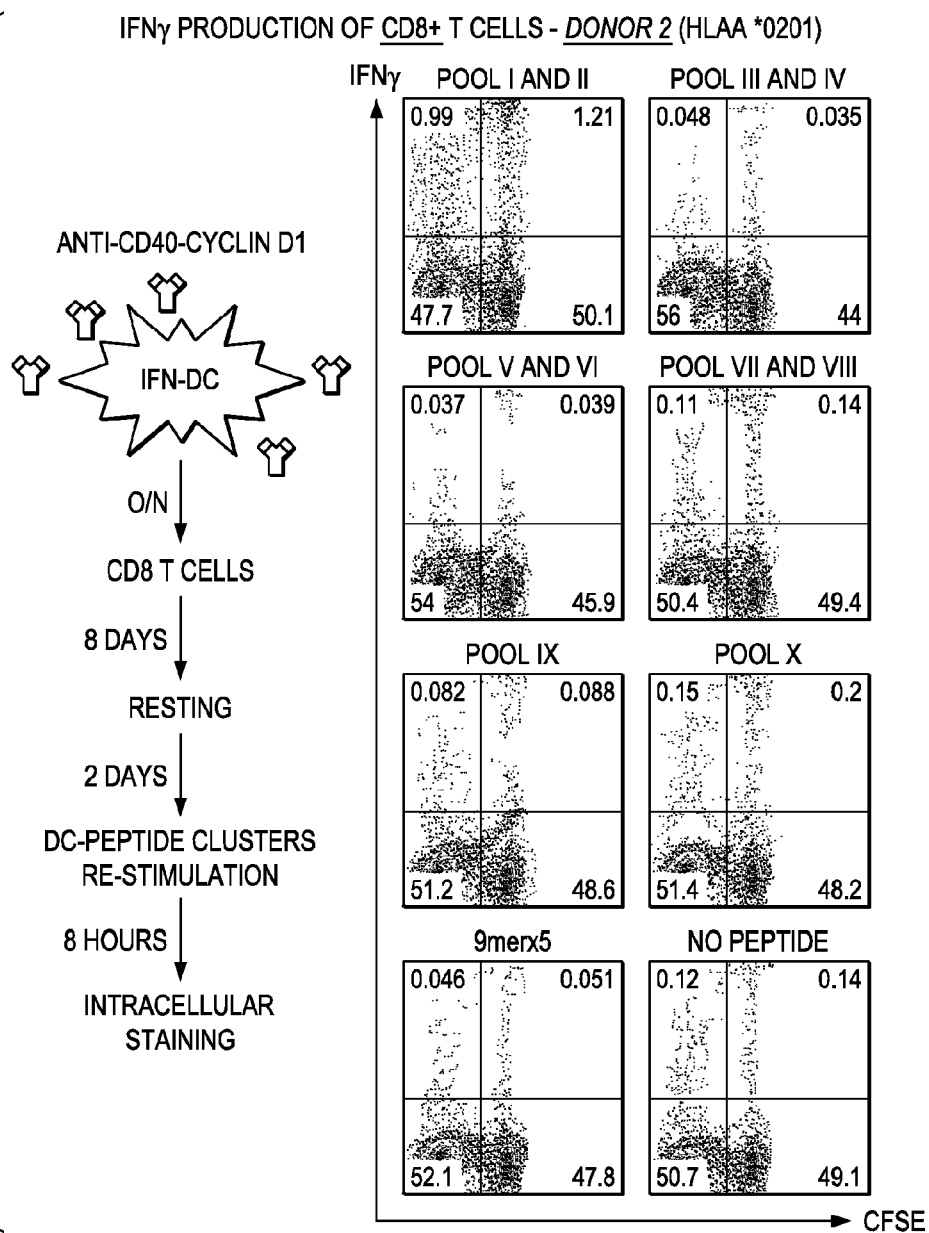 IFNγ PRODUCTION OF CD8+ T CELLS - DONOR 2 (HLAA *0201)
ANTI-CD40-CYCLIN D1
IFN-DC
O/N
CD8 T CELLS
8 DAYS
RESTING
2 DAYS
DC-PEPTIDE CLUSTERS
RE-STIMULATION
8 HOURS
INTRACELLULAR
STAINING
IFNγ
POOL I AND II
0.99 1.21
47.7 50.1
POOL III AND IV
0.048 0.035
56 44
POOL V AND VI
0.037 0.039
54 45.9
POOL VII AND VIII
0.11 0.14
50.4 49.4
POOL IX
0.082 0.088
51.2 48.6
POOL X
0.15 0.2
51.4 48.2
9merx5
0.046 0.051
52.1 47.8
NO PEPTIDE
0.12 0.14
50.7 49.1
CFSE